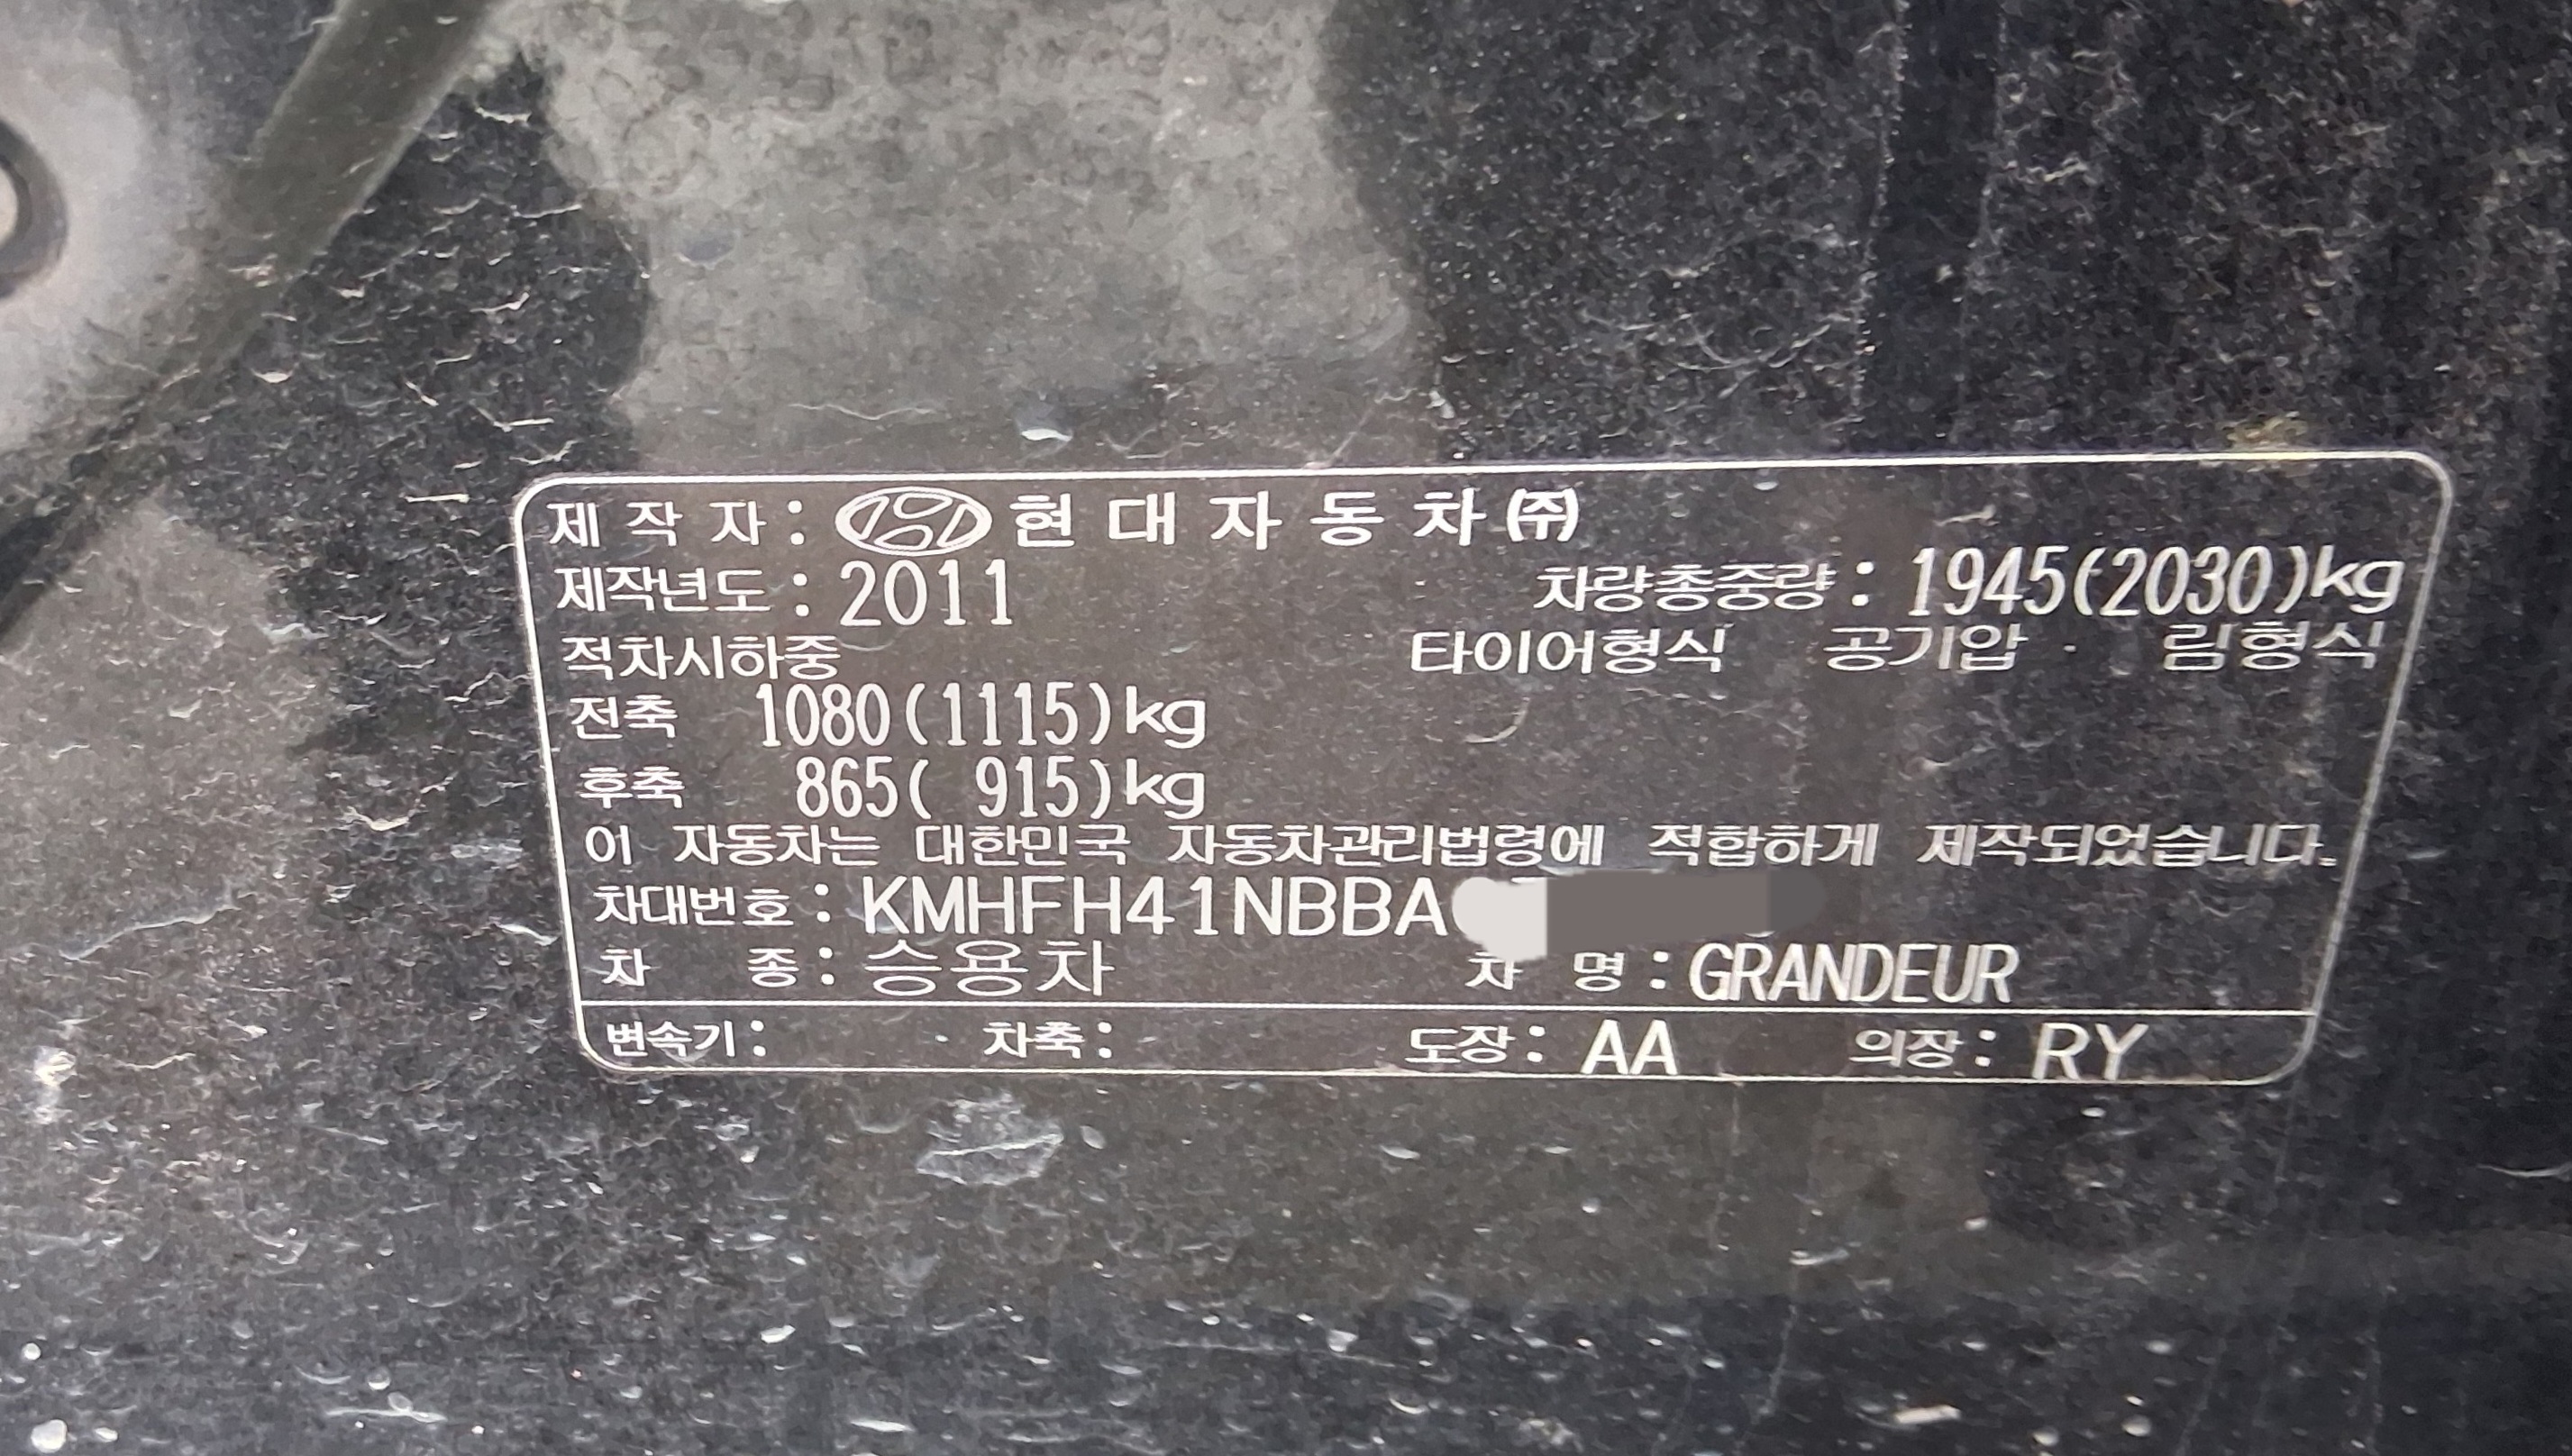 제 작 자 : 현 대 자 동 차 ㈜
제작년도 : 2011 차량총중량 : 1945(2030)kg
적차시하중 타이어형식 공기압 · 림형식
전축 1080(1115)kg
후축 865( 915)kg
이 자동차는 대한민국 자동차관리법령에 적합하게 제작되었습니다.
차대번호 : KMHFH41NBBA
차 종 : 승용차 차 명 : GRANDEUR
변속기 : 차축 : 도장 : AA 의장 : RY